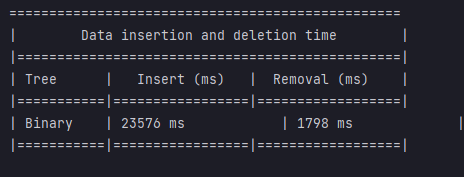 ================================================
|        Data insertion and deletion time        |
|================================================|
| Tree      |   Insert (ms)   |  Removal (ms)    |
|===========|=================|==================|
| Binary    | 23576 ms            | 1798 ms             |
|===========|=================|==================|